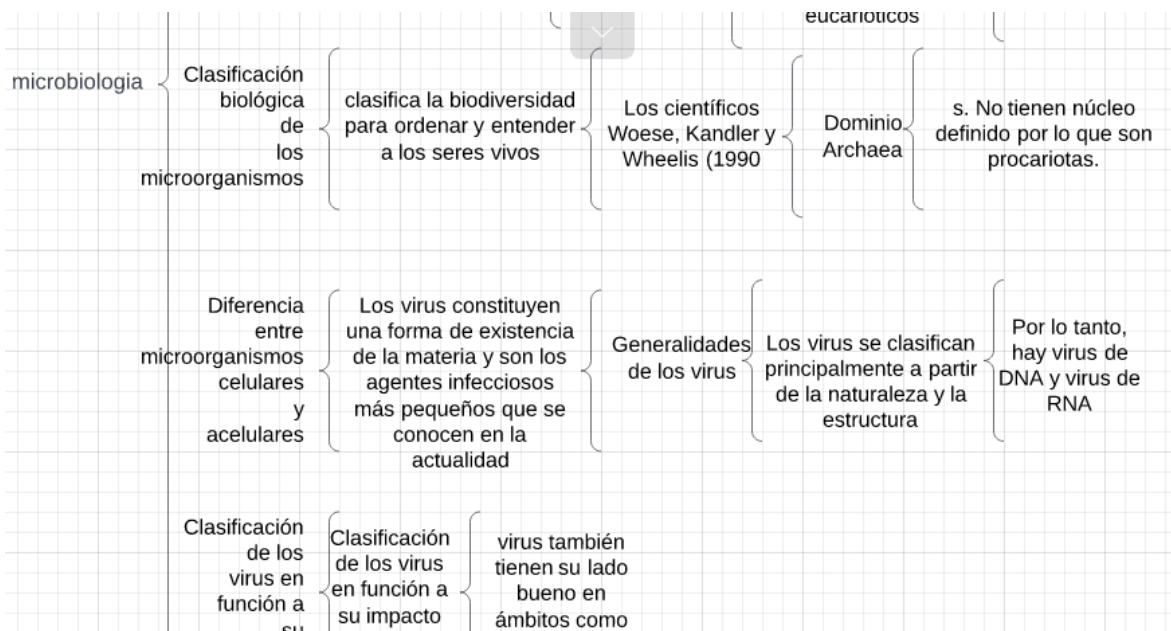 eucarióticos
microbiologia
Clasificación
biológica
de
los
microorganismos
clasifica la biodiversidad
para ordenar y entender
a los seres vivos
Los científicos
Woese, Kandler y
Wheelis (1990
Dominio
Archaea
s. No tienen núcleo
definido por lo que son
procariotas.
Diferencia
entre
microorganismos
celulares
y
acelulares
Los virus constituyen
una forma de existencia
de la materia y son los
agentes infecciosos
más pequeños que se
conocen en la
actualidad
Generalidades
de los virus
Los virus se clasifican
principalmente a partir
de la naturaleza y la
estructura
Por lo tanto,
hay virus de
DNA y virus de
RNA
Clasificación
de los
virus en
función a
su
Clasificación
de los virus
en función a
su impacto
virus también
tienen su lado
bueno en
ámbitos como